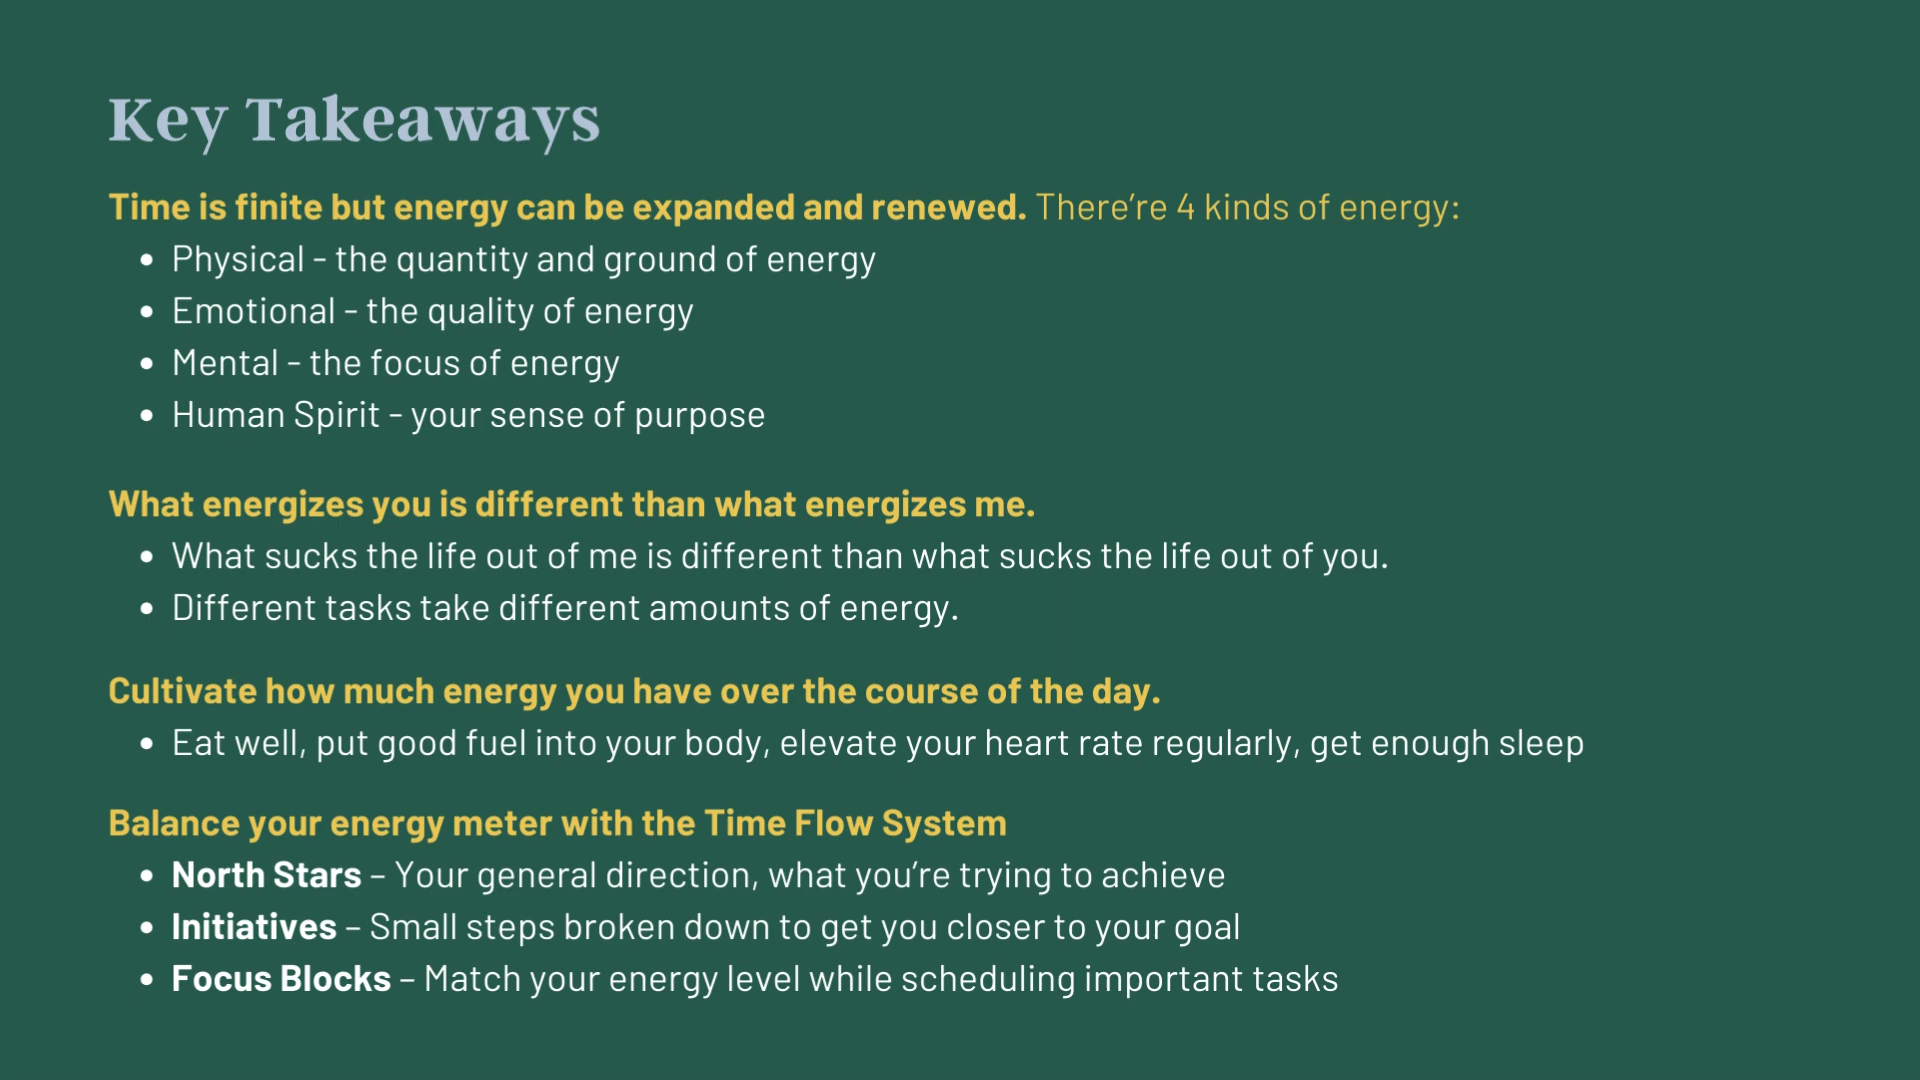 Key Takeaways
Time is finite but energy can be expanded and renewed. There’re 4 kinds of energy:
• Physical - the quantity and ground of energy
• Emotional - the quality of energy
• Mental - the focus of energy
• Human Spirit - your sense of purpose
What energizes you is different than what energizes me.
• What sucks the life out of me is different than what sucks the life out of you.
• Different tasks take different amounts of energy.
Cultivate how much energy you have over the course of the day.
• Eat well, put good fuel into your body, elevate your heart rate regularly, get enough sleep
Balance your energy meter with the Time Flow System
• North Stars – Your general direction, what you’re trying to achieve
• Initiatives – Small steps broken down to get you closer to your goal
• Focus Blocks – Match your energy level while scheduling important tasks